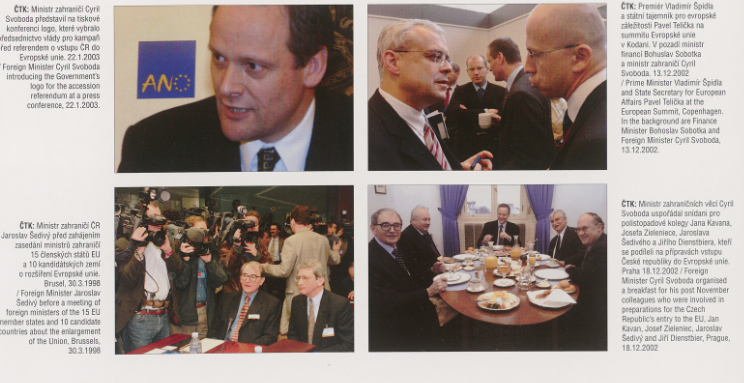 ČTK: Ministr zahraničí Cyril
Svoboda představil na tiskové
konferenci logo, které vybralo
předsednictvo vlády pro kampaň
před referendem o vstupu ČR do
Evropské unie. 22.1.2003
/ Foreign Minister Cyril Svoboda
introducing the Government's
logo for the accession
referendum at a press
conference, 22.1.2003.
ANO
ČTK: Premiér Vladimír Špidla
a státní tajemník pro evropské
záležitosti Pavel Telička na
summitu Evropské unie
v Kodani. V pozadí ministr
financí Bohuslav Sobotka
a ministr zahraničí Cyril
Svoboda. 13.12.2002
/ Prime Minister Vladimír Špidla
and State Secretary for European
Affairs Pavel Telička at the
European Summit, Copenhagen.
In the background are Finance
Minister Bohoslav Sobotka and
Foreign Minister Cyril Svoboda,
13.12.2002.
ČTK: Ministr zahraničí ČR
Jaroslav Šedivý před zahájením
zasedání ministrů zahraničí
15 členských států EU
a 10 kandidátských zemí
o rozšíření Evropské unie.
Brusel, 30.3.1998
/ Foreign Minister Jaroslav
Šedivý before a meeting of
foreign ministers of the 15 EU
member states and 10 candidate
countries about the enlargement
of the Union, Brussels,
30.3.1998
ČTK: Ministr zahraničních věcí Cyril
Svoboda uspořádal snídani pro
polistopadové kolegy Jana Kavana,
Josefa Zieleniece, Jaroslava
Šedivého a Jiřího Dienstbiera, kteří
se podíleli na přípravách vstupu
České republiky do Evropské unie.
Praha 18.12.2002 / Foreign
Minister Cyril Svoboda organised
a breakfast for his post November
colleagues who were involved in
preparations for the Czech
Republic's entry to the EU, Jan
Kavan, Josef Zieleniec, Jaroslav
Šedivý and Jiří Dienstbier, Prague,
18.12.2002